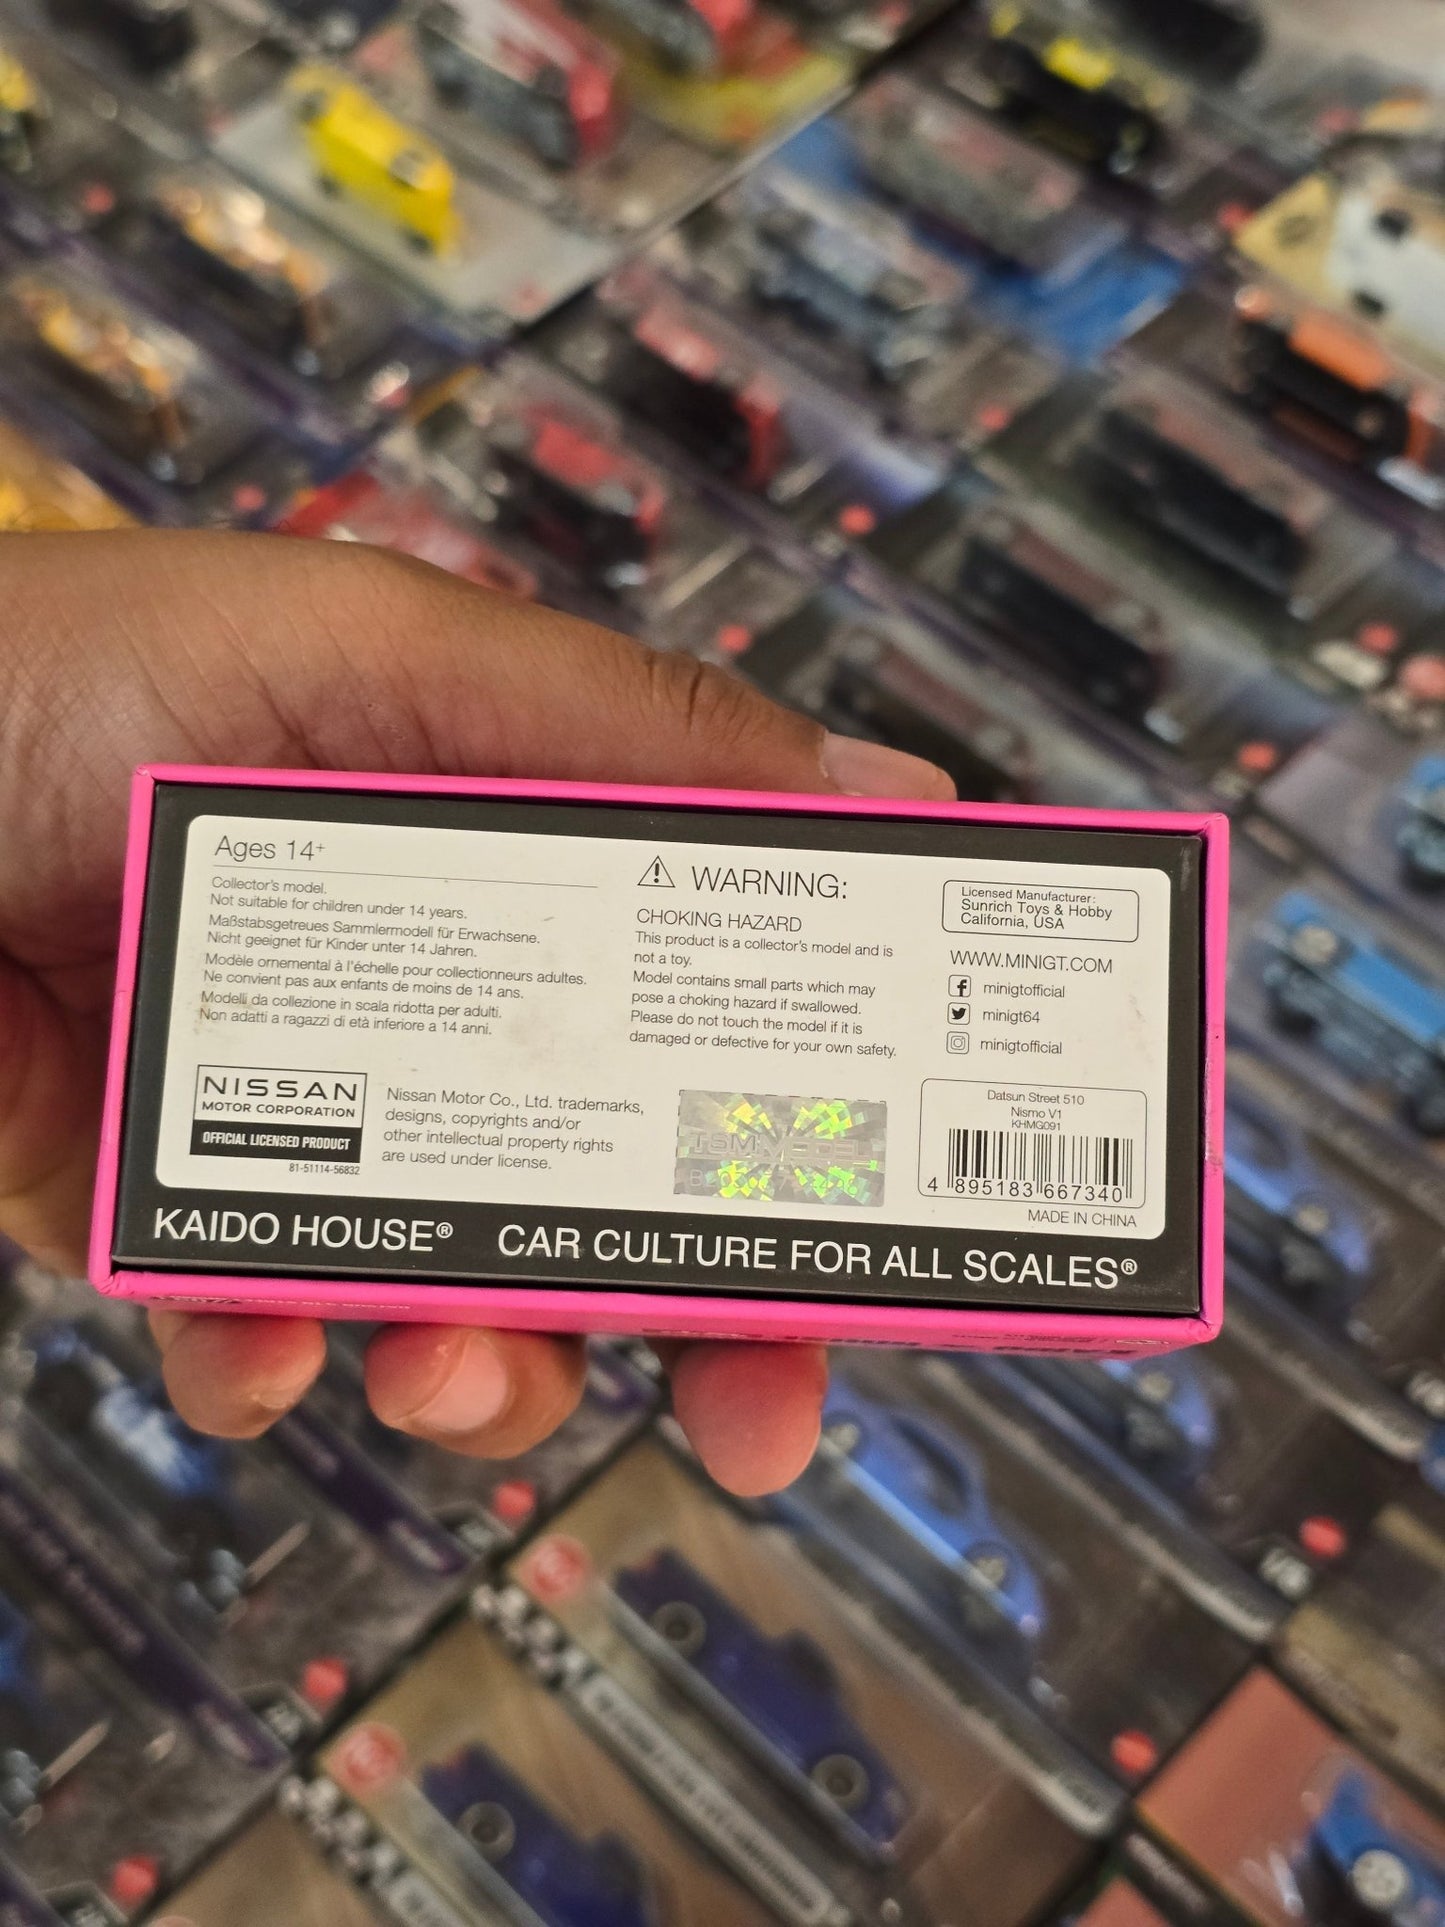 Ages 14+
Collector's model.
Not suitable for children under 14 years.
Maßstabsgetreues Sammlermodell für Erwachsene.
Nicht geeignet für Kinder unter 14 Jahren.
Modèle ornemental à l'échelle pour collectionneurs adultes.
Ne convient pas aux enfants de moins de 14 ans.
Modelli da collezione in scala ridotta per adulti.
Non adatti a ragazzi di età inferiore a 14 anni.
WARNING:
CHOKING HAZARD
This product is a collector's model and is
not a toy.
Model contains small parts which may
pose a choking hazard if swallowed.
Please do not touch the model if it is
damaged or defective for your own safety.
Licensed Manufacturer:
Sunrich Toys & Hobby
California, USA
WWW.MINIGT.COM
minigtofficial
minigt64
minigtofficial
NISSAN
MOTOR CORPORATION
OFFICIAL LICENSED PRODUCT
81-51114-56832
Nissan Motor Co., Ltd. trademarks,
designs, copyrights and/or
other intellectual property rights
are used under license.
TSM MODEL
Datsun Street 510
Nismo V1
KHMG091
4 895183 667340
MADE IN CHINA
KAIDO HOUSE® CAR CULTURE FOR ALL SCALES®